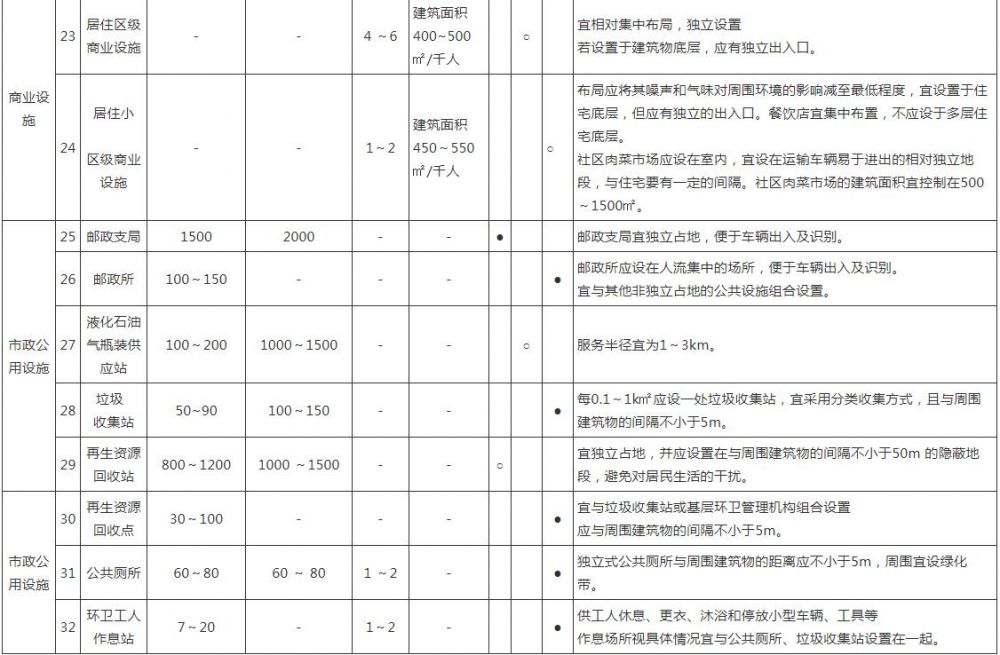 商业设
施
23
居住区级
商业设施
-
-
4 ~6
建筑面积
400~500
㎡/千人
○
宜相对集中布局，独立设置
若设置于建筑物底层，应有独立出入口。
24
居住小
区级商业
设施
-
-
1~2
建筑面积
450~550
㎡/千人
○
布局应将其噪声和气味对周围环境的影响减至最低程度，宜设置于住
宅底层，但应有独立的出入口。餐饮店宜集中布置，不应设于多层住
宅底层。
社区肉菜市场应设在室内，宜设在运输车辆易于进出的相对独立地
段，与住宅要有一定的间隔。社区肉菜市场的建筑面积宜控制在500
~1500㎡。
市政公
用设施
25
邮政支局
1500
2000
-
-
●
邮政支局宜独立占地，便于车辆出入及识别。
26
邮政所
100~150
-
-
-
●
邮政所应设在人流集中的场所，便于车辆出入及识别。
宜与其他非独立占地的公共设施组合设置。
27
液化石油
气瓶装供
应站
100~200
1000~1500
-
-
○
服务半径宜为1~3km。
28
垃圾
收集站
50~90
100~150
-
-
●
每0.1~1k㎡应设一处垃圾收集站，宜采用分类收集方式，且与周围
建筑物的间隔不小于5m。
29
再生资源
回收站
800~1200
1000 ~1500
-
-
○
宜独立占地，并应设置在与周围建筑物的间隔不小于50m 的隐蔽地
段，避免对居民生活的干扰。
市政公
用设施
30
再生资源
回收点
30~100
-
-
-
●
宜与垃圾收集站或基层环卫管理机构组合设置
应与周围建筑物的间隔不小于5m。
31
公共厕所
60~80
60 ~ 80
1 ~2
-
●
独立式公共厕所与周围建筑物的距离应不小于5m，周围宜设绿化
带。
32
环卫工人
作息站
7~20
-
1~2
-
●
供工人休息、更衣、沐浴和停放小型车辆、工具等
作息场所视具体情况宜与公共厕所、垃圾收集站设置在一起。